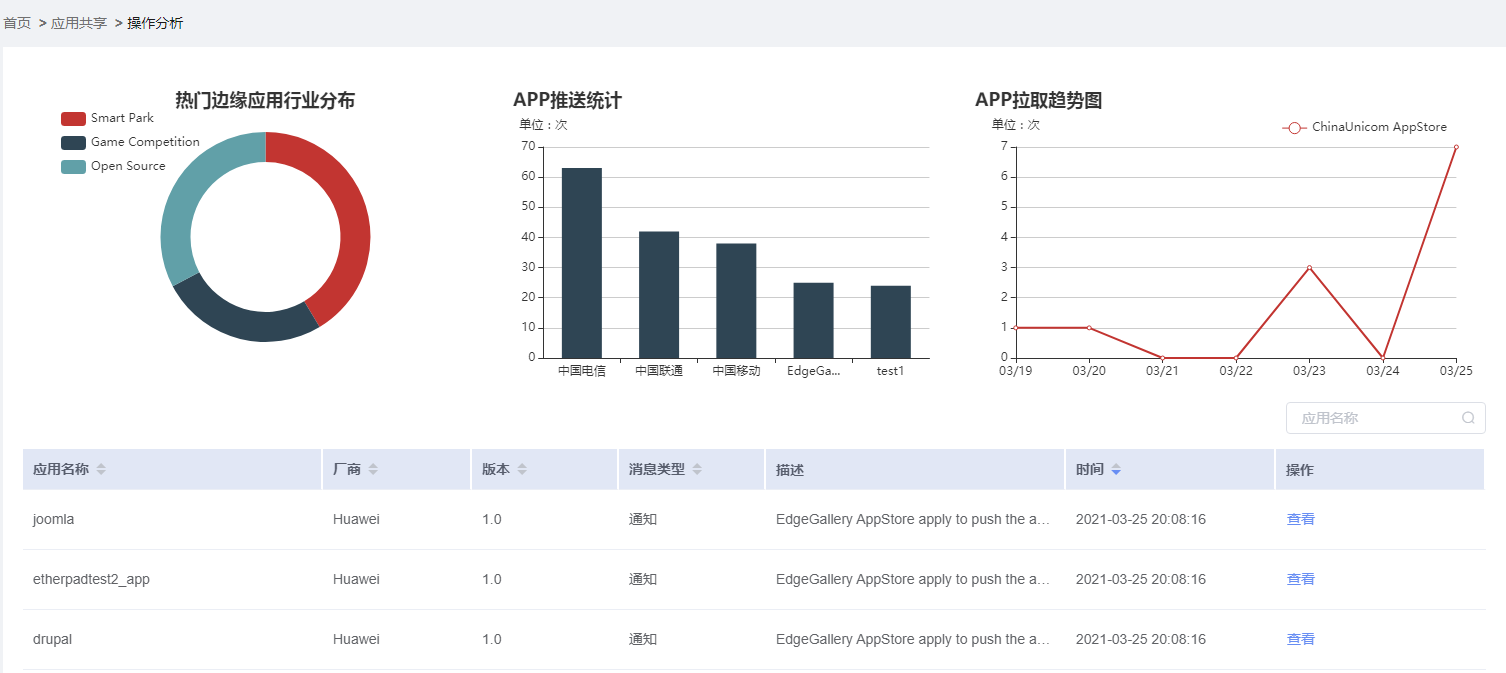 首页 > 应用共享 > 操作分析
热门边缘应用行业分布
Smart Park
Game Competition
Open Source
APP推送统计
单位：次
70
60
50
40
30
20
10
0
中国电信 中国联通 中国移动 EdgeGa... test1
APP拉取趋势图
单位：次
ChinaUnicom AppStore
7
6
5
4
3
2
1
0
03/19 03/20 03/21 03/22 03/23 03/24 03/25
应用名称
应用名称 厂商 版本 消息类型 描述 时间 操作
joomla Huawei 1.0 通知 EdgeGallery AppStore apply to push the a... 2021-03-25 20:08:16 查看
etherpadtest2_app Huawei 1.0 通知 EdgeGallery AppStore apply to push the a... 2021-03-25 20:08:16 查看
drupal Huawei 1.0 通知 EdgeGallery AppStore apply to push the a... 2021-03-25 20:08:16 查看